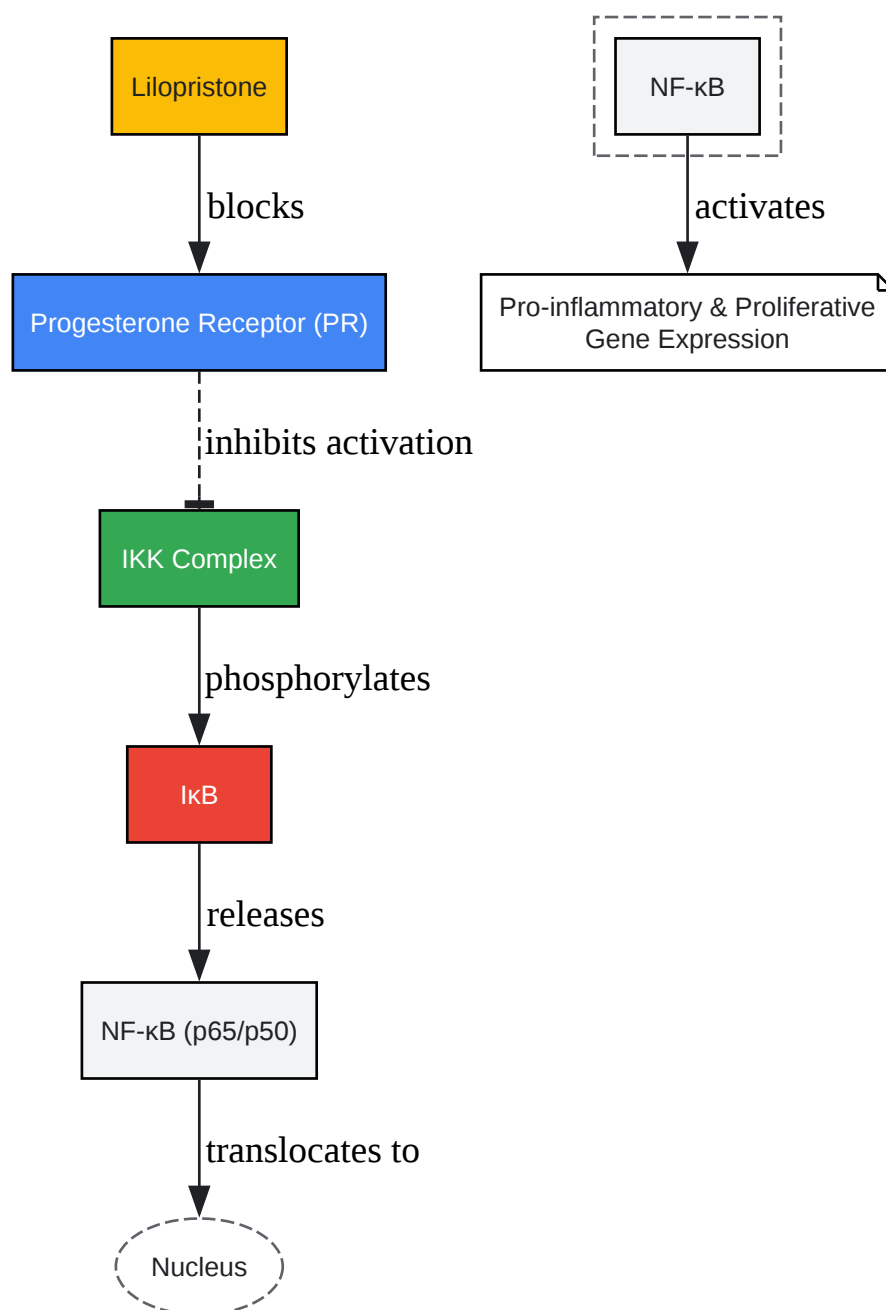 Lilopristone
blocks
Progesterone Receptor (PR)
inhibits activation
IKK Complex
phosphorylates
IκB
releases
NF-κB (p65/p50)
translocates to
Nucleus
NF-κB
activates
Pro-inflammatory & Proliferative
Gene Expression